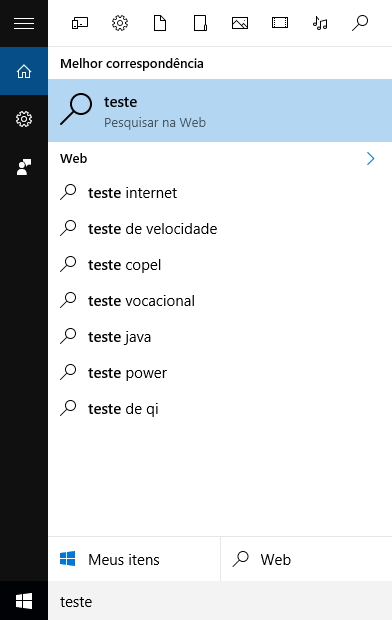 Melhor correspondência
teste
Pesquisar na Web
Web
teste internet
teste de velocidade
teste copel
teste vocacional
teste java
teste power
teste de qi
Meus itens
Web
teste